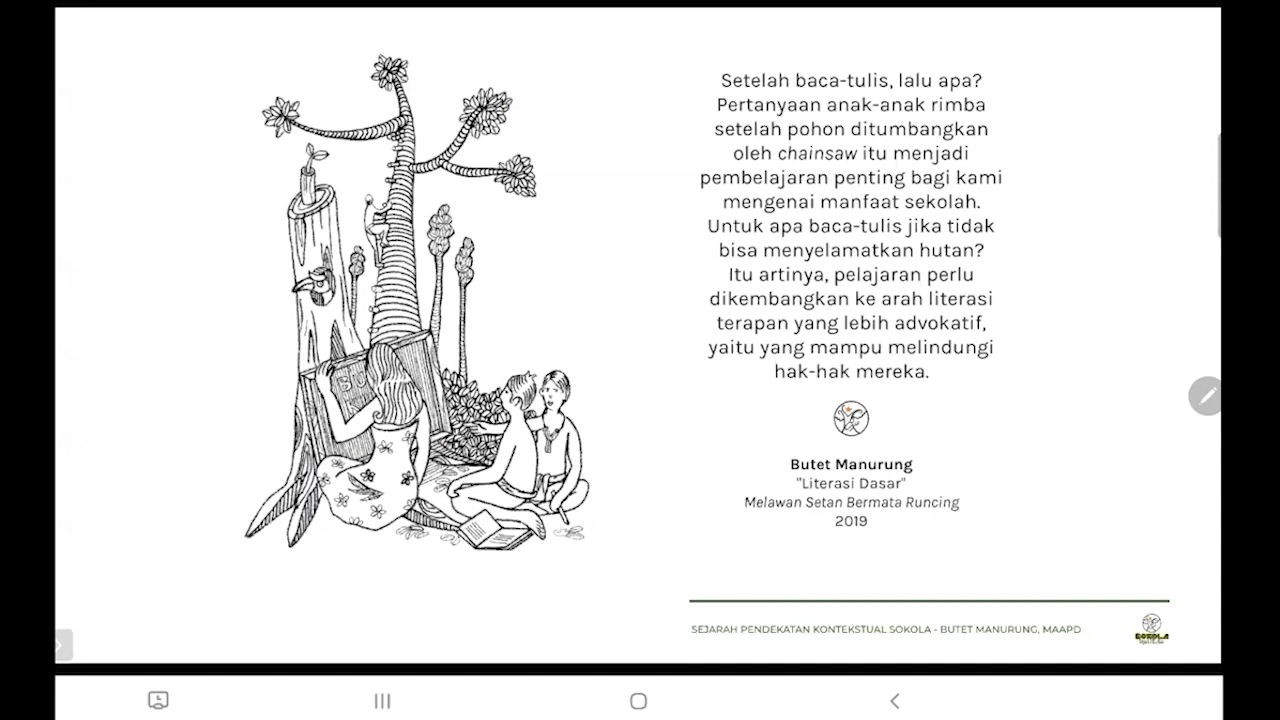 Setelah baca-tulis, lalu apa?
Pertanyaan anak-anak rimba
setelah pohon ditumbangkan
oleh chainsaw itu menjadi
pembelajaran penting bagi kami
mengenai manfaat sekolah.
Untuk apa baca-tulis jika tidak
bisa menyelamatkan hutan?
Itu artinya, pelajaran perlu
dikembangkan ke arah literasi
terapan yang lebih advokatif,
yaitu yang mampu melindungi
hak-hak mereka.
BU
Butet Manurung
"Literasi Dasar"
Melawan Setan Bermata Runcing
2019
SEJARAH PENDEKATAN KONTEKSTUAL SOKOLA - BUTET MANURUNG, MAAPD
SOKOLA